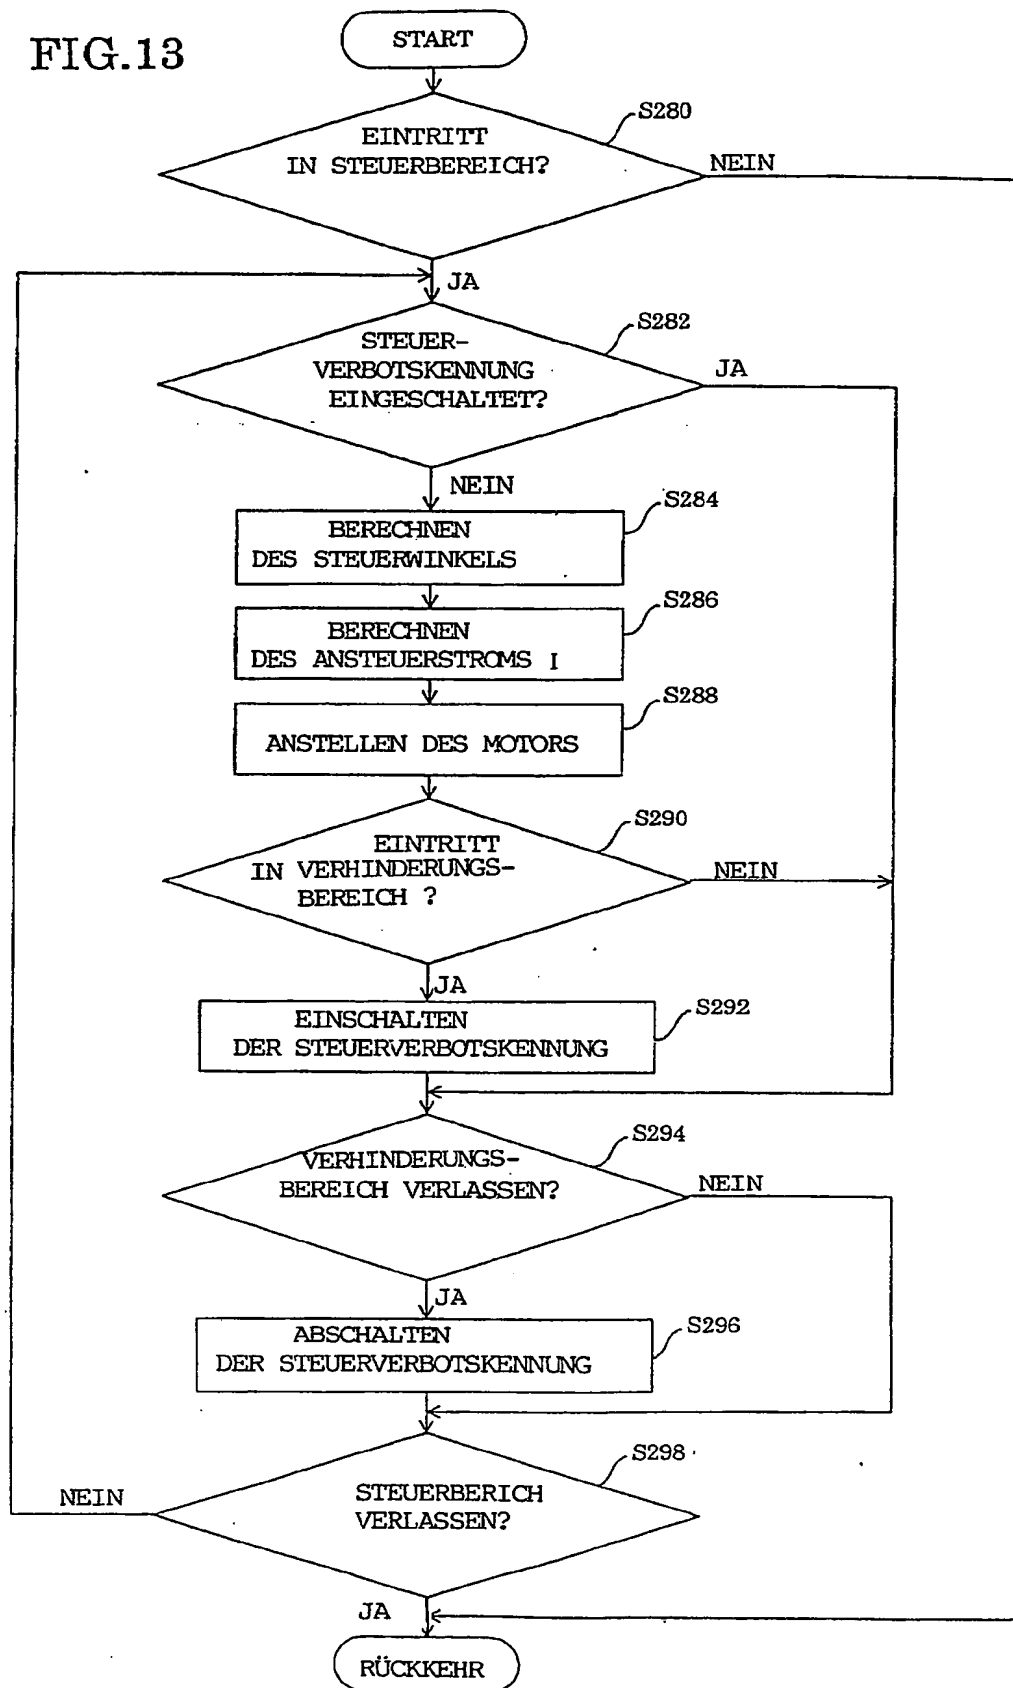 FIG.13
START
S280
EINTRITT
IN STEUERBEREICH?
NEIN
JA
S282
STEUER-
VERBOTSKENNUNG
EINGESCHALTET?
JA
NEIN
S284
BERECHNEN
DES STEUERWINKELS
S286
BERECHNEN
DES ANSTEUERSTROMS I
S288
ANSTELLEN DES MOTORS
S290
EINTRITT
IN VERHINDERUNGS-
BEREICH ?
NEIN
JA
S292
EINSCHALTEN
DER STEUERVERBOTSKENNUNG
S294
VERHINDERUNGS-
BEREICH VERLASSEN?
NEIN
JA
S296
ABSCHALTEN
DER STEUERVERBOTSKENNUNG
S298
NEIN
STEUERBERICH
VERLASSEN?
JA
RÜCKKEHR